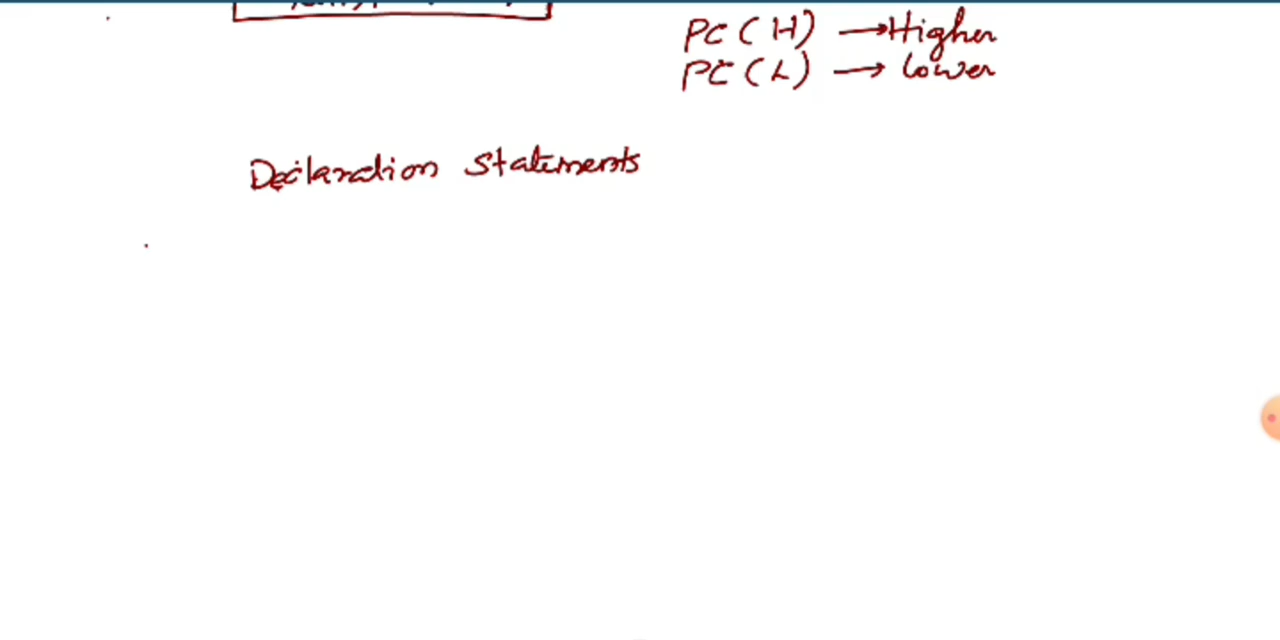 PC (H) → Higher
PC (L) → Lower
Declaration Statements